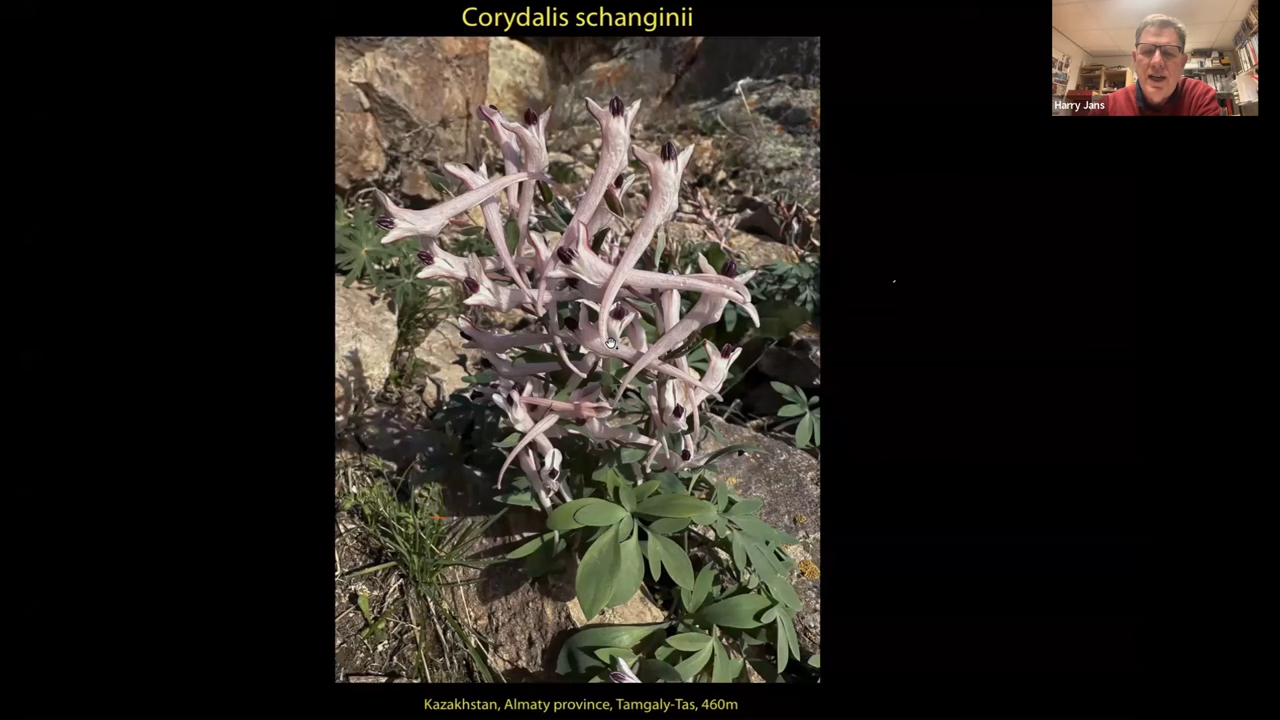 Corydalis schanginii
Harry Jans
Kazakhstan, Almaty province, Tamgaly-Tas, 460m